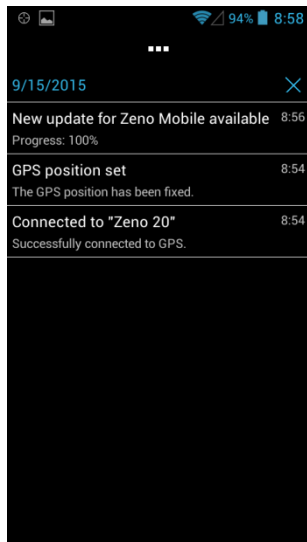 94% 8:58
9/15/2015
New update for Zeno Mobile available 8:56
Progress: 100%
GPS position set 8:54
The GPS position has been fixed.
Connected to "Zeno 20" 8:54
Successfully connected to GPS.